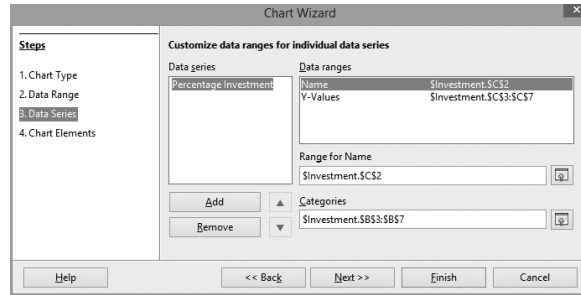 Chart Wizard
Steps
1. Chart Type
2. Data Range
3. Data Series
4. Chart Elements
Customize data ranges for individual data series
Data series
Percentage Investment
Add
Remove
Data ranges
Name $Investment.$C$2
Y-Values $Investment.$C$3:$C$7
Range for Name
$Investment.$C$2
Categories
$Investment.$B$3:$B$7
Help
<< Back
Next >>
Finish
Cancel